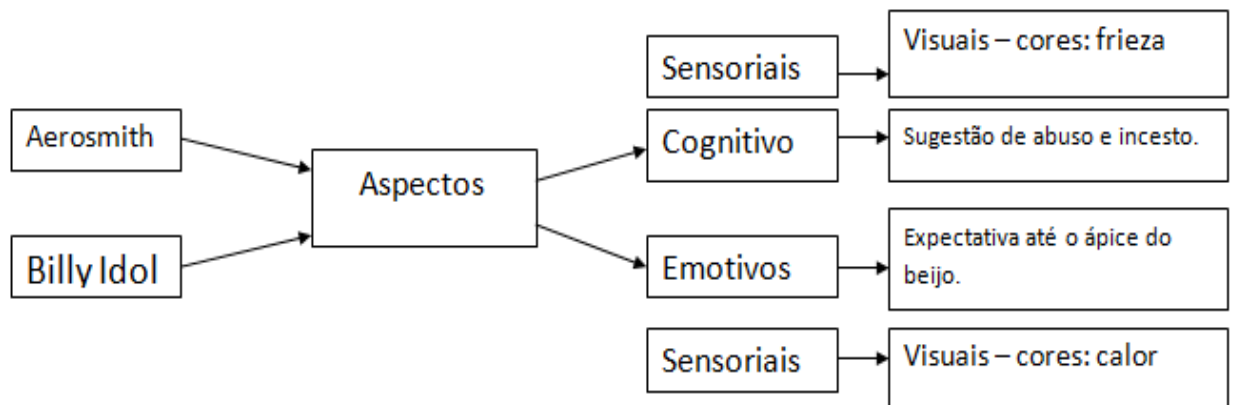 Aerosmith
Billy Idol
Aspectos
Sensoriais
Visuais – cores: frieza
Cognitivo
Sugestão de abuso e incesto.
Emotivos
Expectativa até o ápice do
beijo.
Sensoriais
Visuais – cores: calor